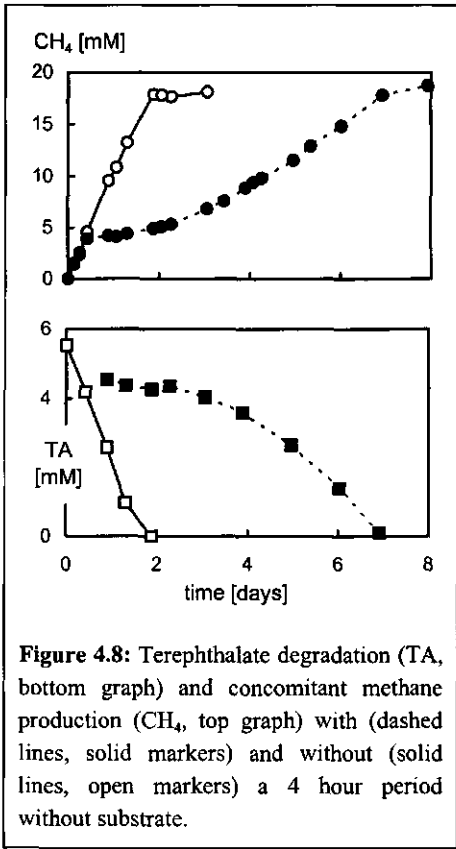 CH₄ [mM]
20
15
10
5
0
6
4
TA
[mM]
0
0 2 4 6 8
time [days]
Figure 4.8: Terephthalate degradation (TA,
bottom graph) and concomitant methane
production (CH₄, top graph) with (dashed
lines, solid markers) and without (solid
lines, open markers) a 4 hour period
without substrate.